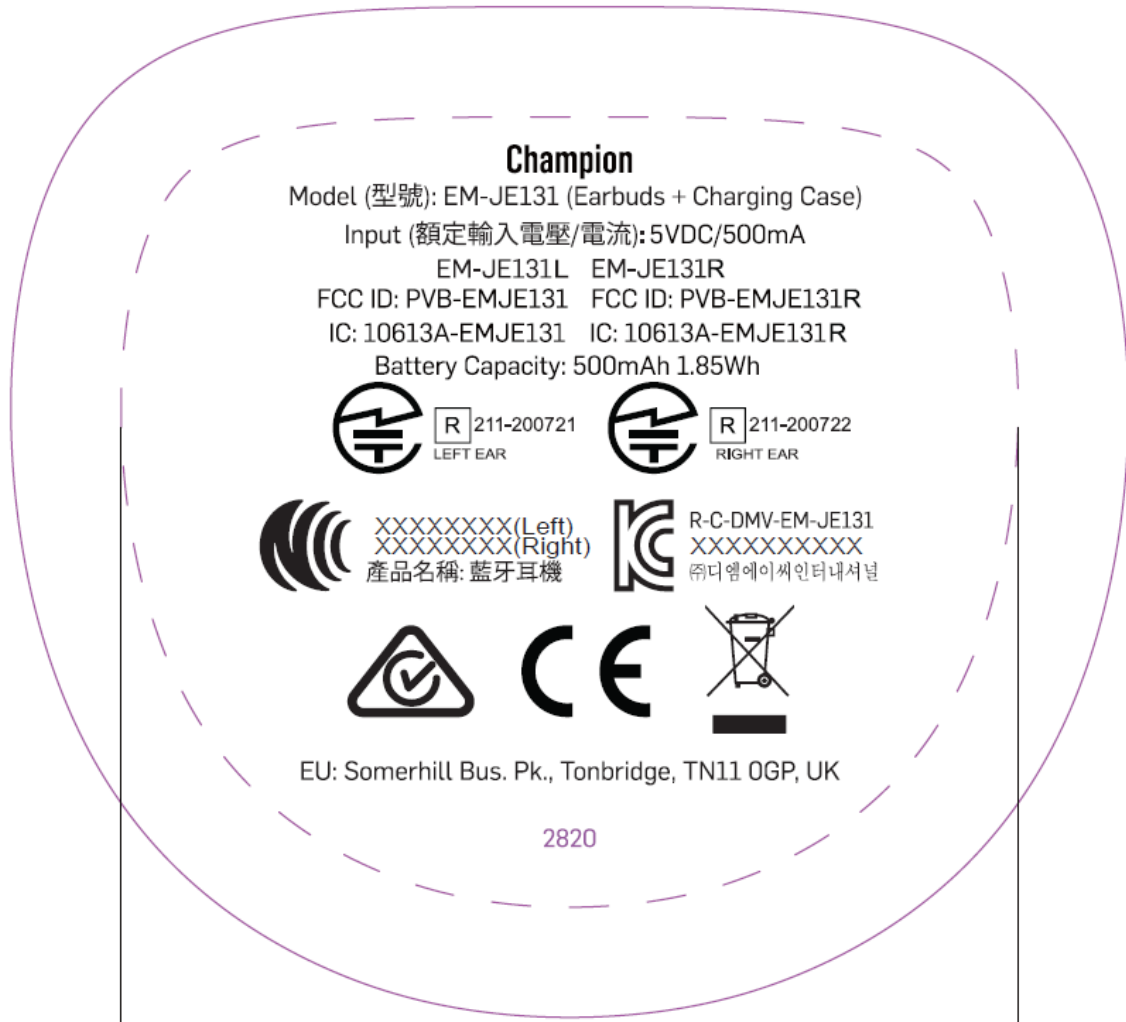 Champion
Model (型號): EM-JE131 (Earbuds + Charging Case)
Input (額定輸入電壓/電流): 5VDC/500mA
EM-JE131L EM-JE131R
FCC ID: PVB-EMJE131 FCC ID: PVB-EMJE131R
IC: 10613A-EMJE131 IC: 10613A-EMJE131R
Battery Capacity: 500mAh 1.85Wh
R 211-200721
LEFT EAR
R 211-200722
RIGHT EAR
XXXXXXXX(Left)
XXXXXXXX(Right)
產品名稱: 藍牙耳機
R-C-DMV-EM-JE131
XXXXXXXXXX
㈜디엠에이씨인터내셔널
CE
EU: Somerhill Bus. Pk., Tonbridge, TN11 0GP, UK
2820